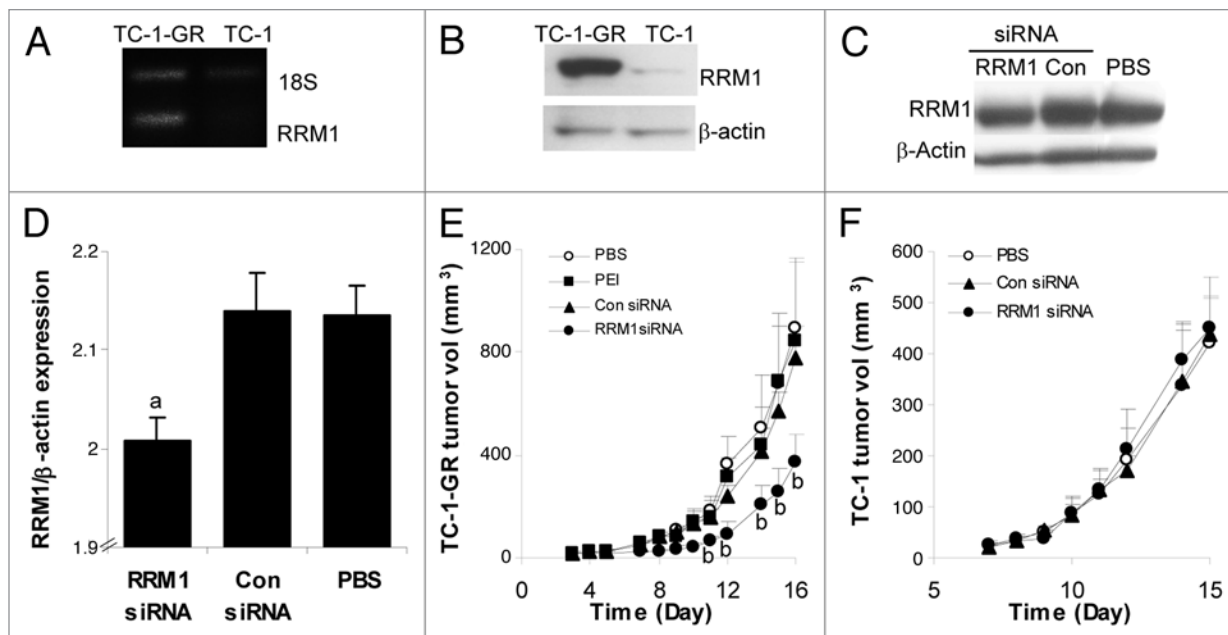 A
TC-1-GR TC-1
18S
RRM1
B
TC-1-GR TC-1
RRM1
β-actin
C
siRNA
RRM1 Con PBS
RRM1
β-Actin
D
RRM1/β-actin expression
2.2
2.1
2
1.9
a
RRM1 siRNA
Con siRNA
PBS
E
TC-1-GR tumor vol (mm³)
1200
800
400
0
PBS
PEI
Con siRNA
RRM1siRNA
b
b
b
b
b
0 4 8 12 16
Time (Day)
F
TC-1 tumor vol (mm³)
600
500
400
300
200
100
0
PBS
Con siRNA
RRM1 siRNA
5 10 15
Time (Day)